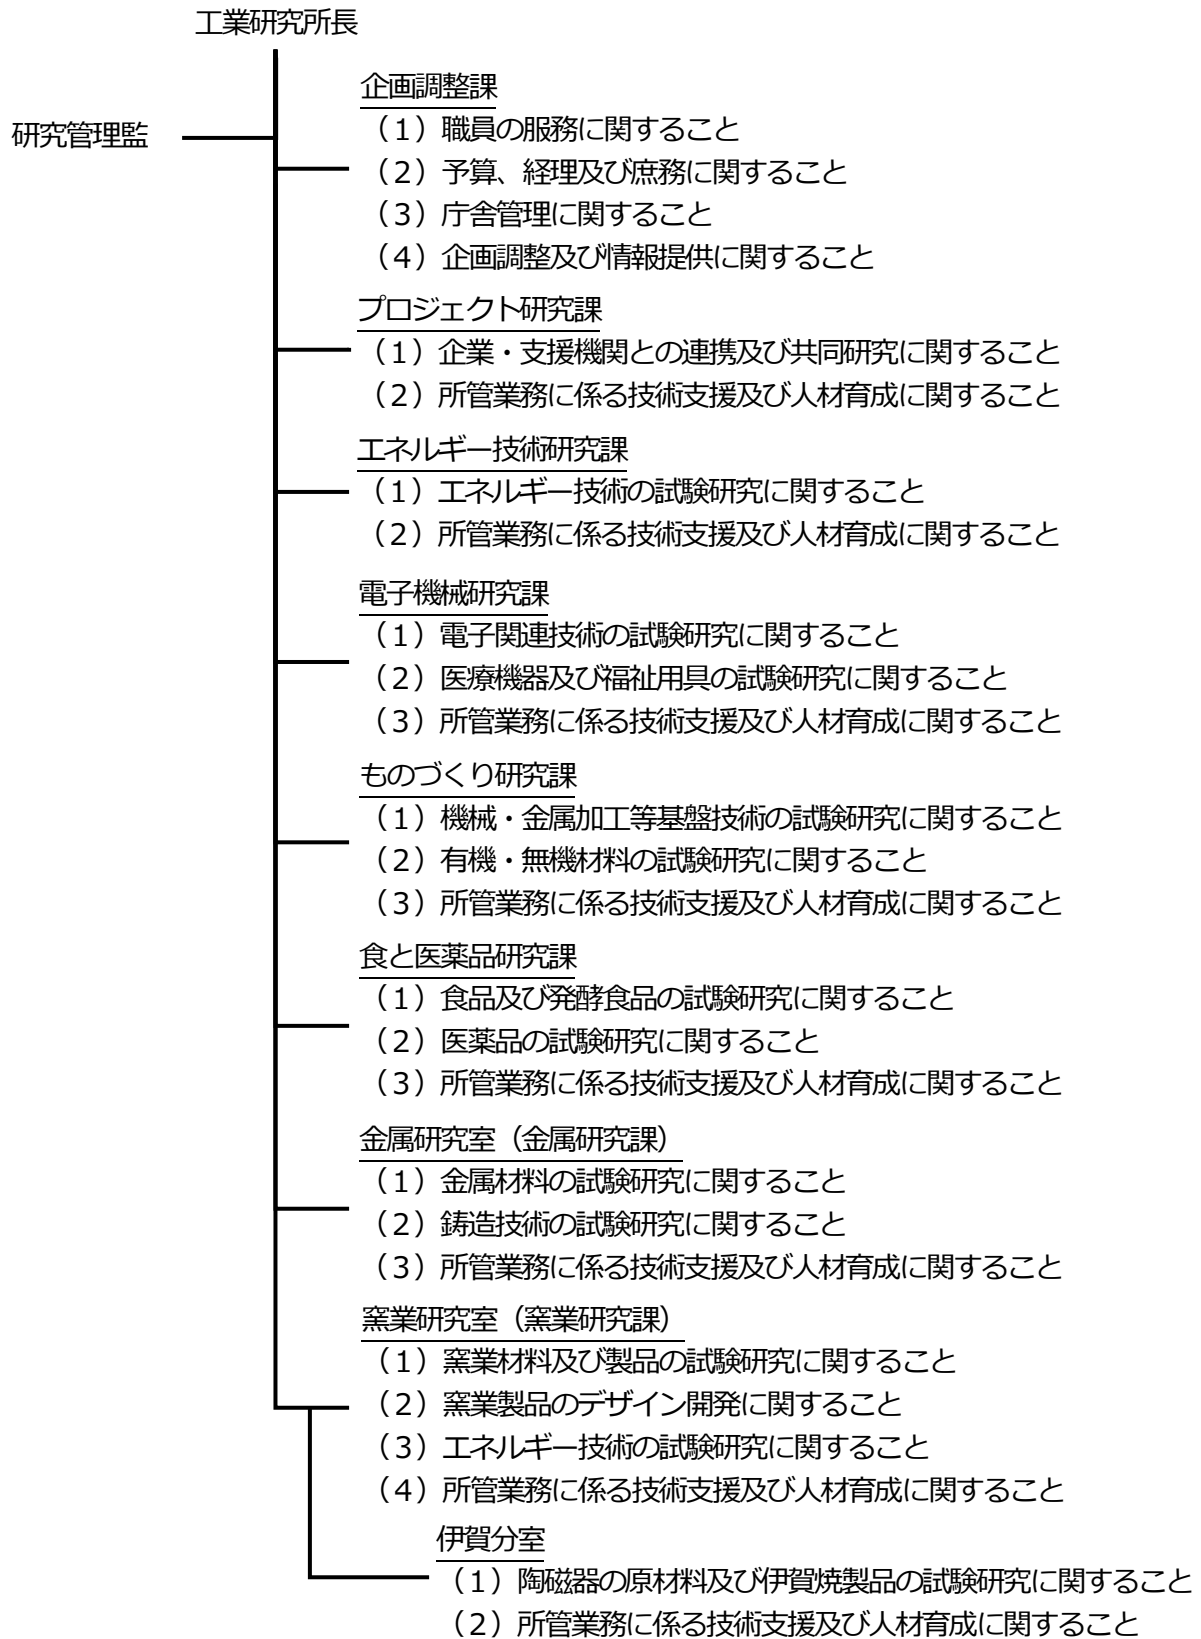 工業研究所長
研究管理監
企画調整課
（1）職員の服務に関すること
（2）予算、経理及び庶務に関すること
（3）庁舎管理に関すること
（4）企画調整及び情報提供に関すること
プロジェクト研究課
（1）企業・支援機関との連携及び共同研究に関すること
（2）所管業務に係る技術支援及び人材育成に関すること
エネルギー技術研究課
（1）エネルギー技術の試験研究に関すること
（2）所管業務に係る技術支援及び人材育成に関すること
電子機械研究課
（1）電子関連技術の試験研究に関すること
（2）医療機器及び福祉用具の試験研究に関すること
（3）所管業務に係る技術支援及び人材育成に関すること
ものづくり研究課
（1）機械・金属加工等基盤技術の試験研究に関すること
（2）有機・無機材料の試験研究に関すること
（3）所管業務に係る技術支援及び人材育成に関すること
食と医薬品研究課
（1）食品及び発酵食品の試験研究に関すること
（2）医薬品の試験研究に関すること
（3）所管業務に係る技術支援及び人材育成に関すること
金属研究室（金属研究課）
（1）金属材料の試験研究に関すること
（2）鋳造技術の試験研究に関すること
（3）所管業務に係る技術支援及び人材育成に関すること
窯業研究室（窯業研究課）
（1）窯業材料及び製品の試験研究に関すること
（2）窯業製品のデザイン開発に関すること
（3）エネルギー技術の試験研究に関すること
（4）所管業務に係る技術支援及び人材育成に関すること
伊賀分室
（1）陶磁器の原材料及び伊賀焼製品の試験研究に関すること
（2）所管業務に係る技術支援及び人材育成に関すること